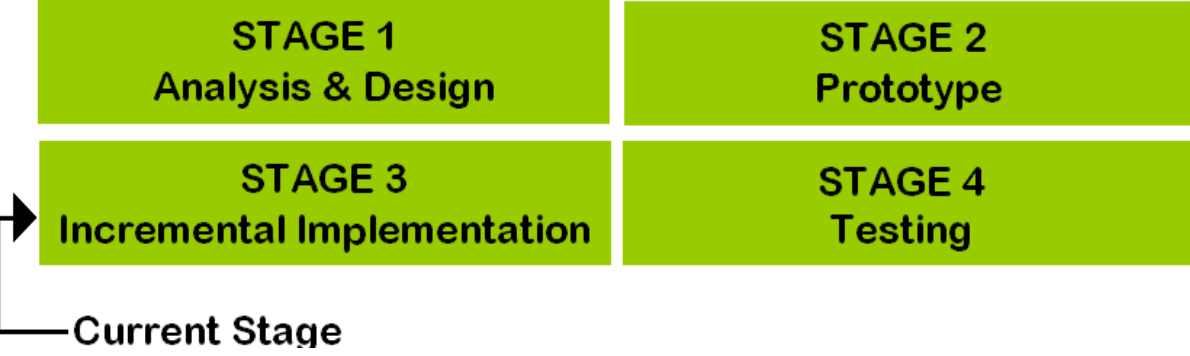 STAGE 1
Analysis & Design
STAGE 2
Prototype
STAGE 3
Incremental Implementation
STAGE 4
Testing
Current Stage